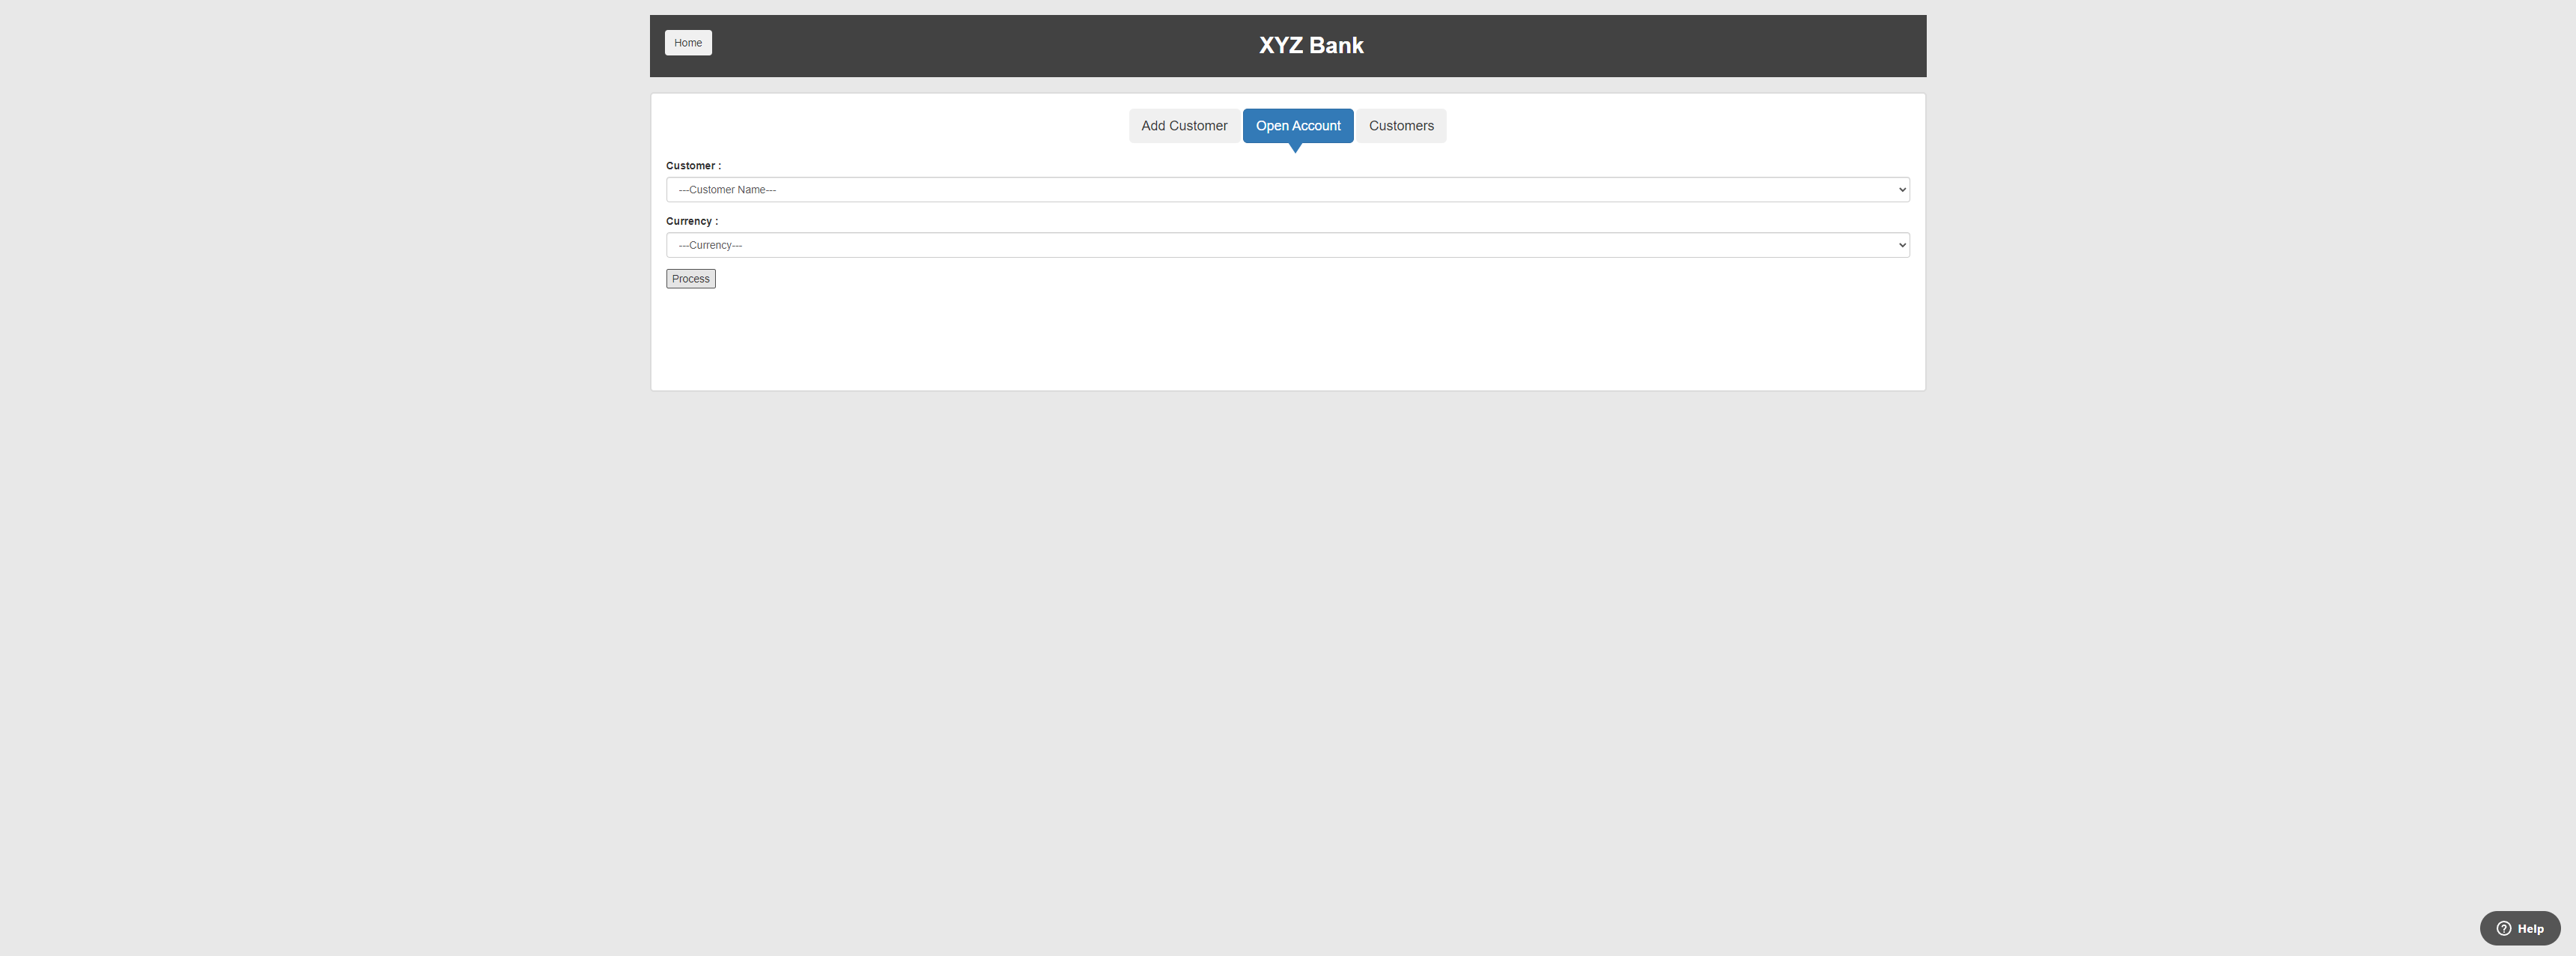 Home
XYZ Bank
Add Customer
Open Account
Customers
Customer :
---Customer Name---
Currency :
---Currency---
Process
Help